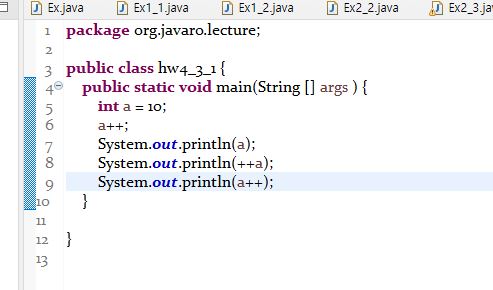 Ex.java Ex1_1.java Ex1_2.java Ex2_2.java Ex2_3.java
1 package org.javaro.lecture;
2
3 public class hw4_3_1 {
4 public static void main(String [] args ) {
5 int a = 10;
6 a++;
7 System.out.println(a);
8 System.out.println(++a);
9 System.out.println(a++);
10 }
11
12 }
13